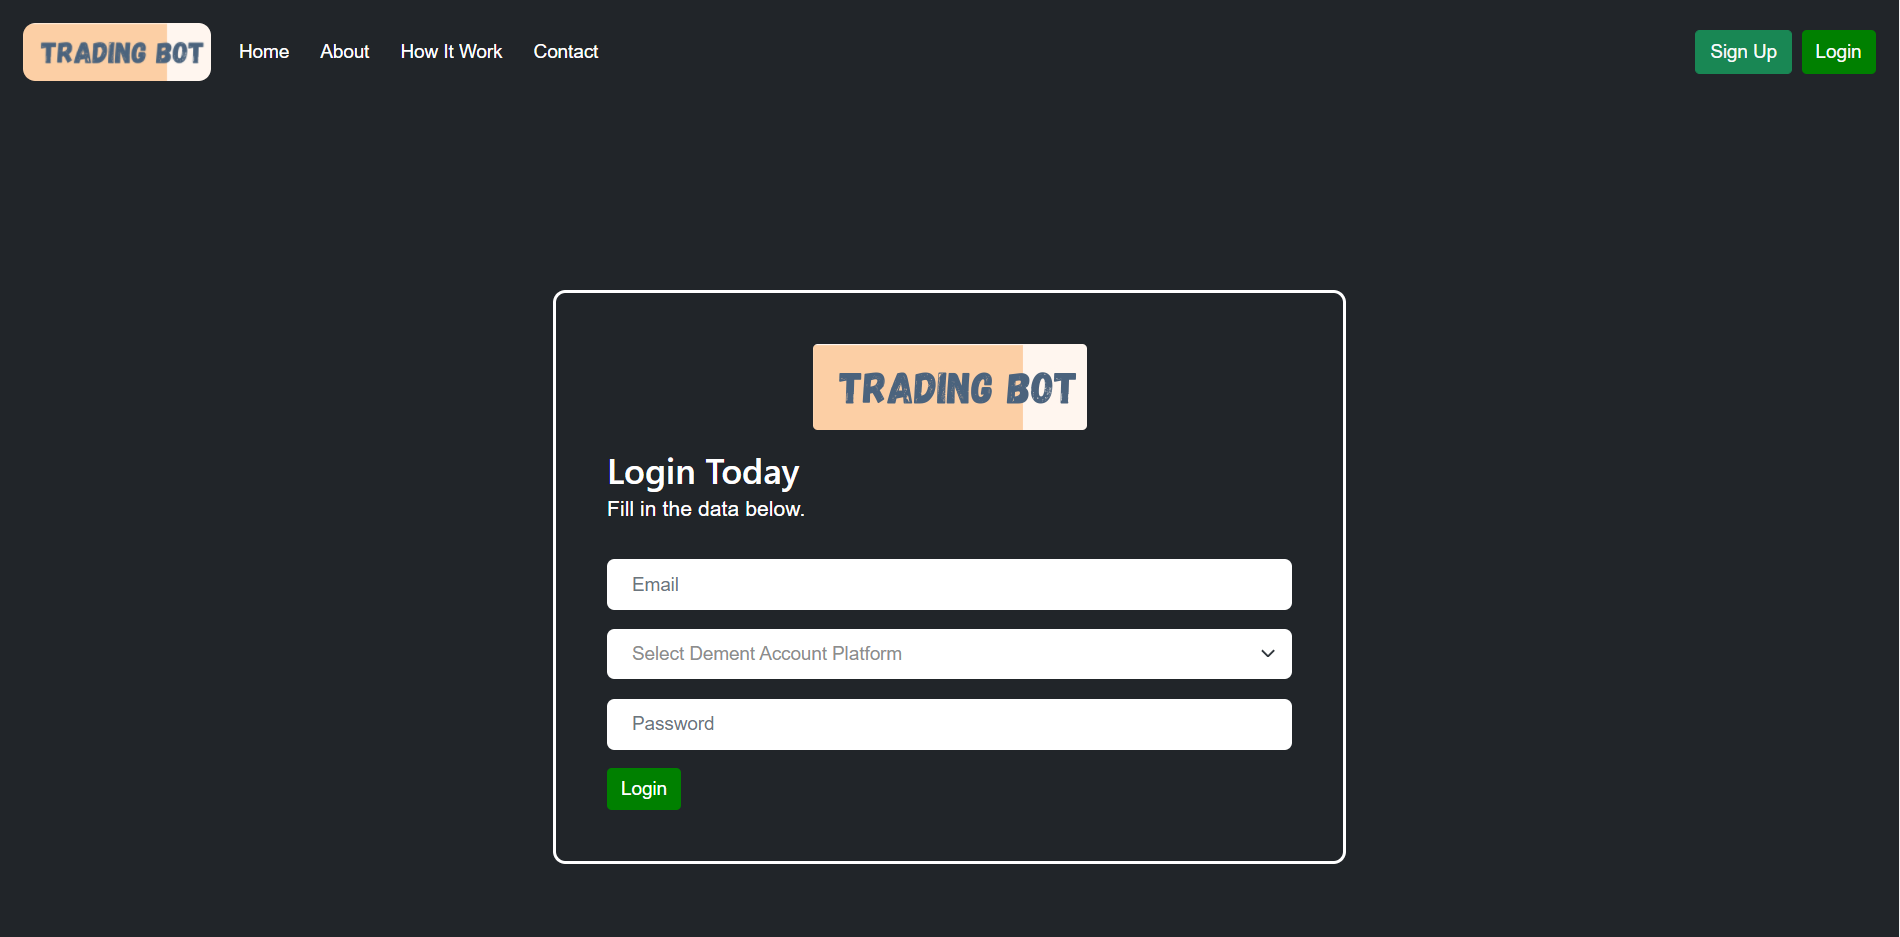 TRADING BOT Home About How It Work Contact Sign Up Login
TRADING BOT
Login Today
Fill in the data below.
Email
Select Dement Account Platform
Password
Login